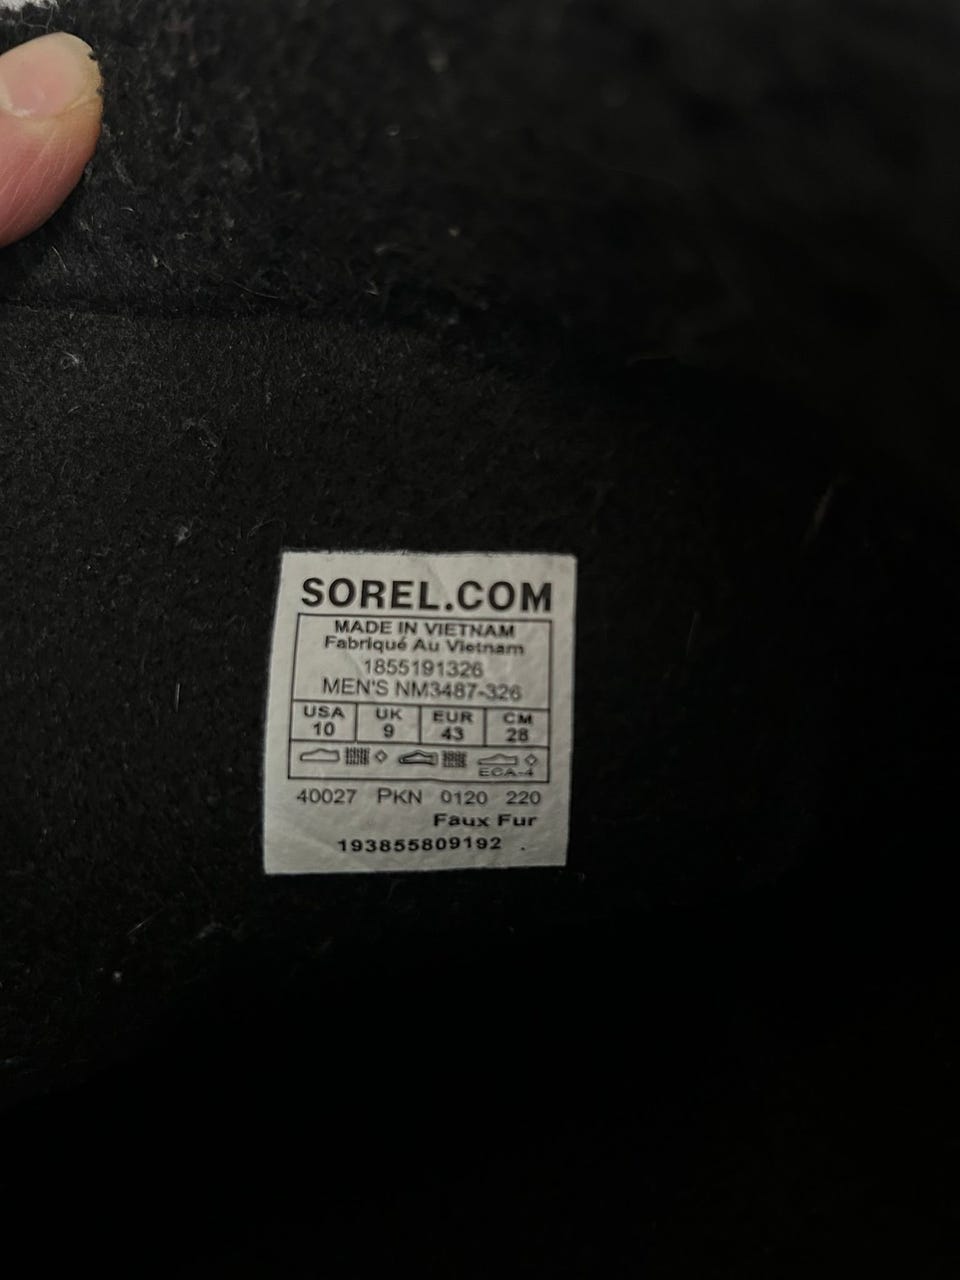 SOREL.COM
MADE IN VIETNAM
Fabriqué Au Vietnam
1855191326
MEN'S NM3487-326
USA UK EUR CM
10 9 43 28
ECA-4
40027 PKN 0120 220
Faux Fur
193855809192 .